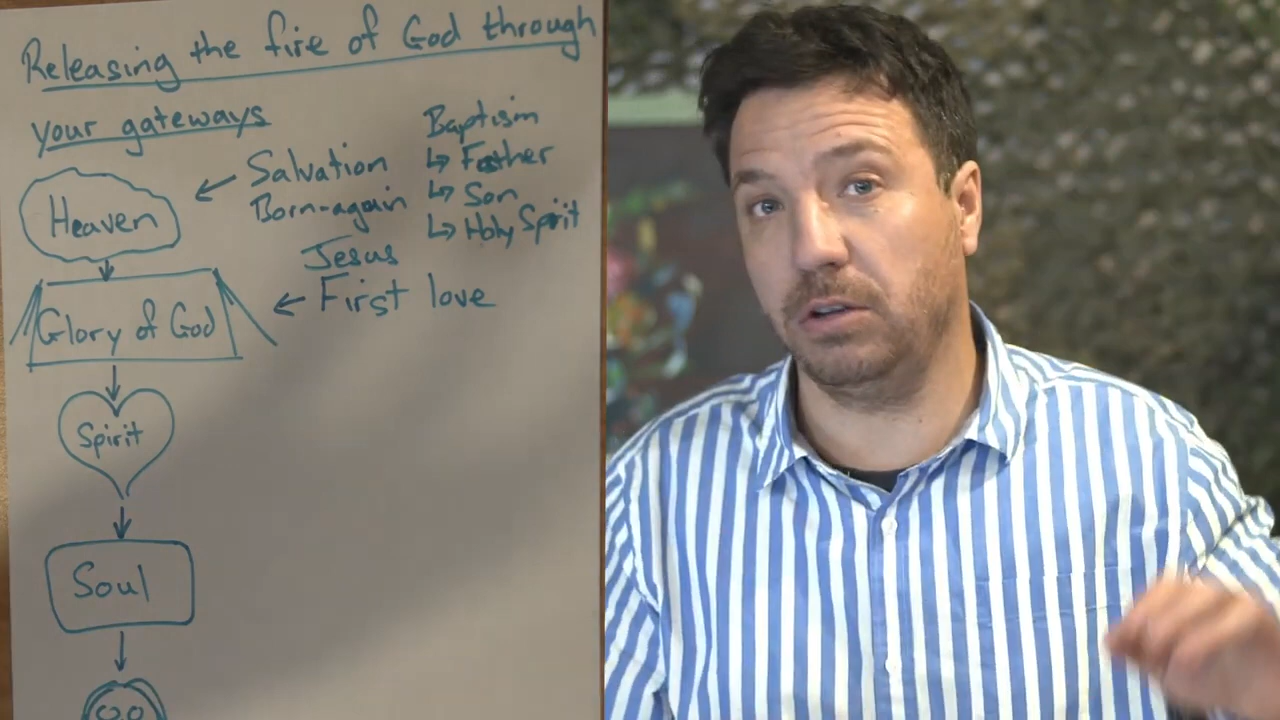 Releasing the fire of God through
your gateways
Heaven
Salvation
Born-again
Baptism
↳ Father
↳ Son
↳ Holy Spirit
Jesus
First love
Glory of God
Spirit
Soul